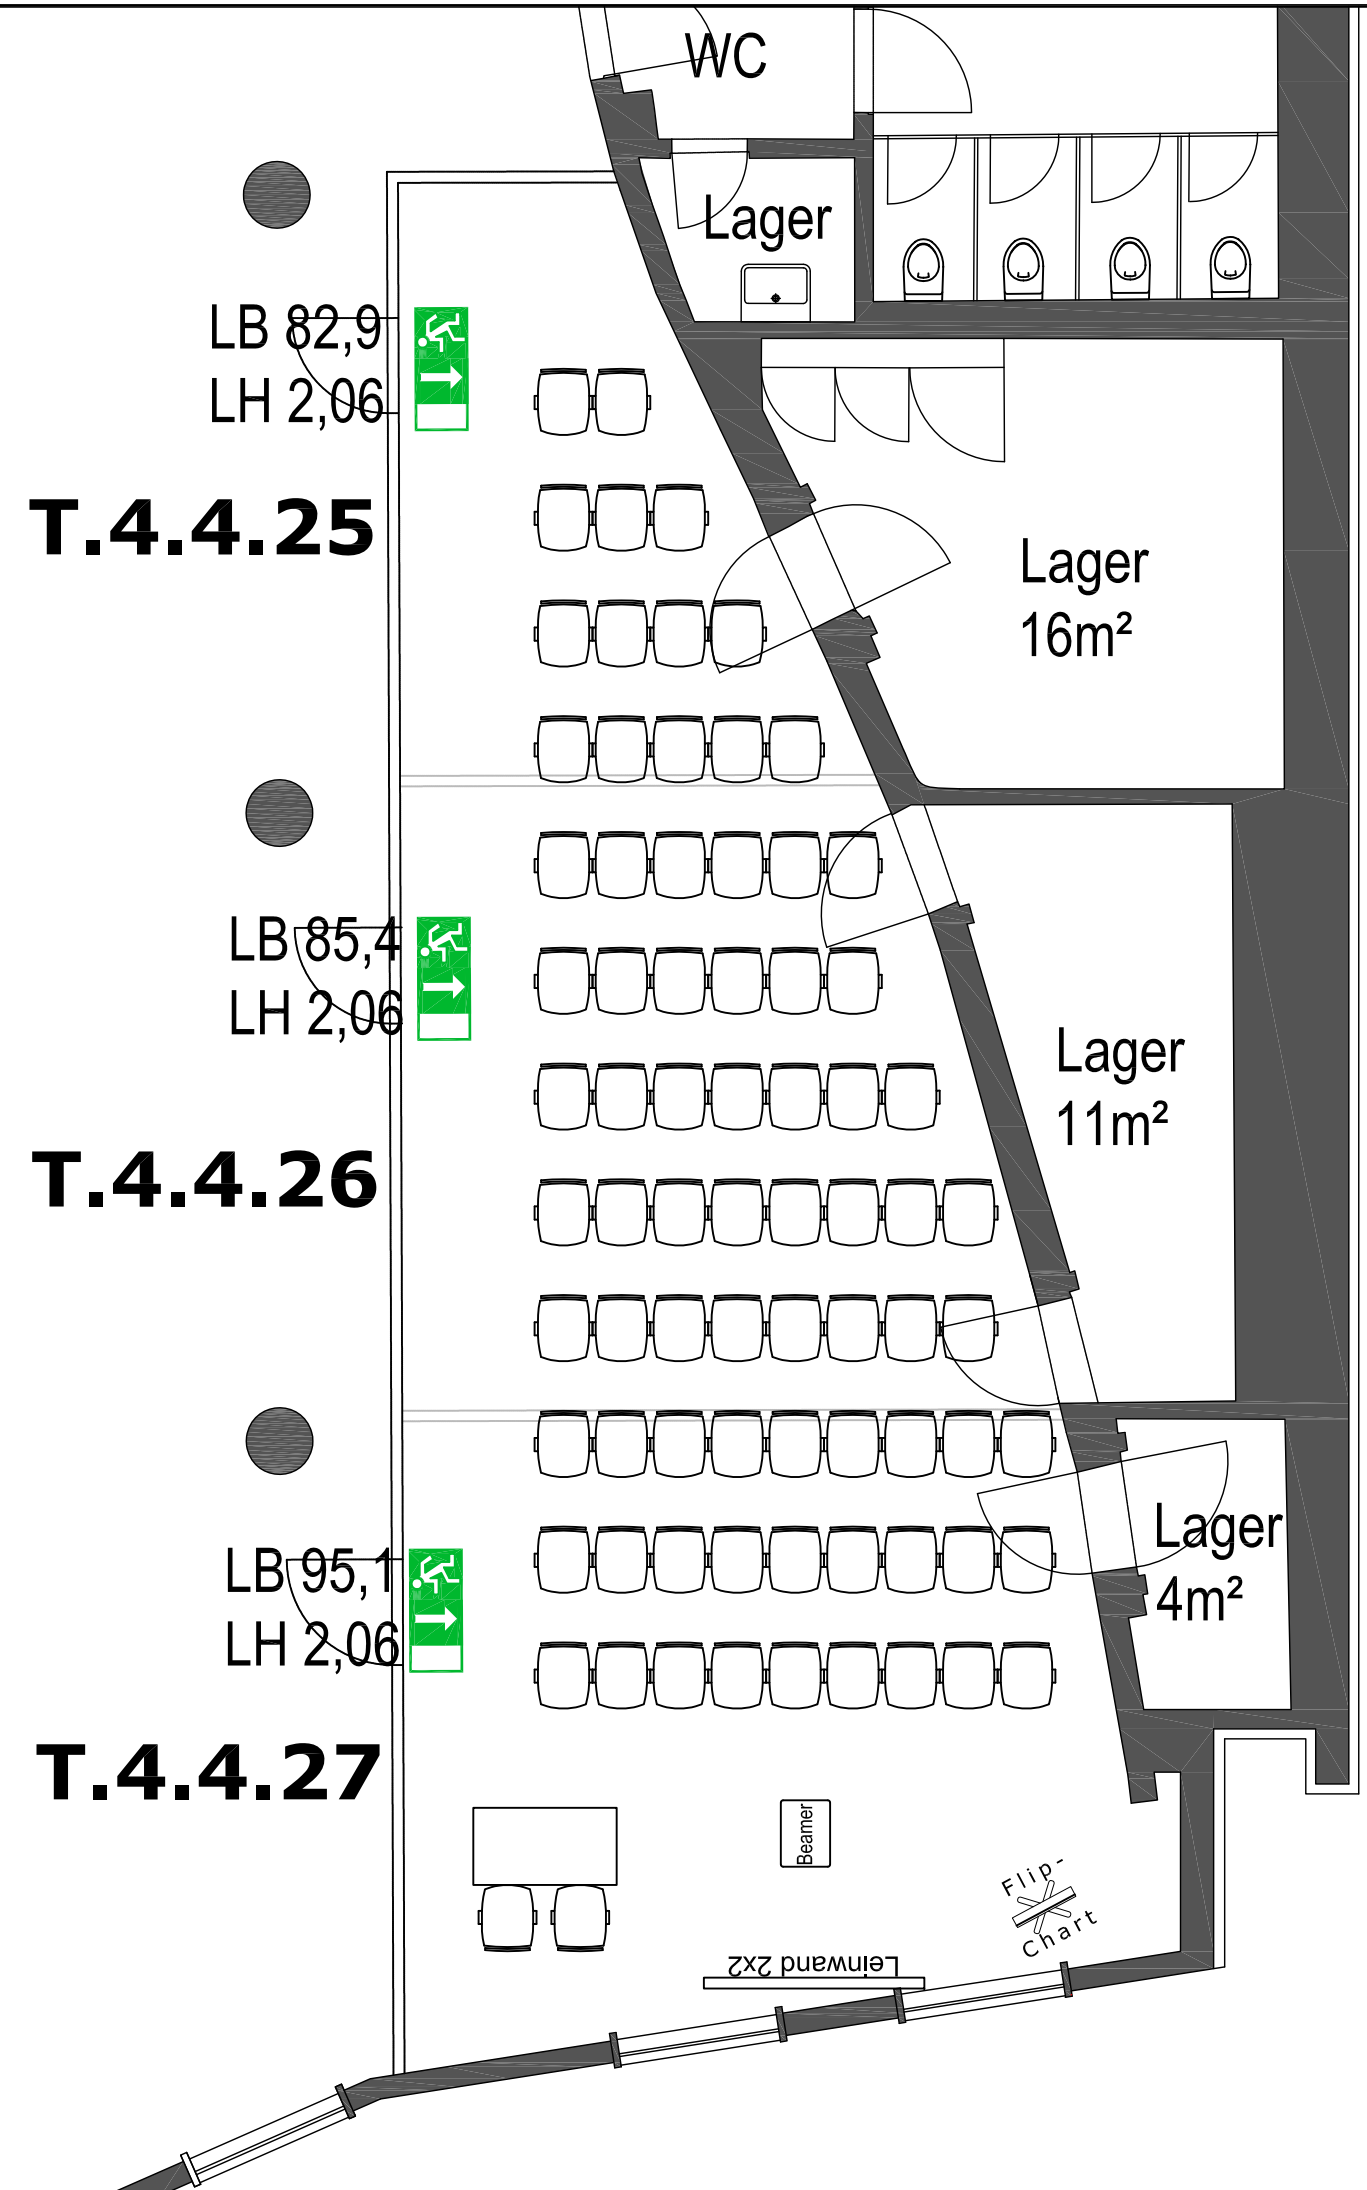 WC
Lager
LB 82,9
LH 2,06
T.4.4.25
Lager
16m²
LB 85,4
LH 2,06
Lager
11m²
T.4.4.26
LB 95,1
LH 2,06
Lager
4m²
T.4.4.27
Beamer
Flip-
Chart
Leinwand 2x2